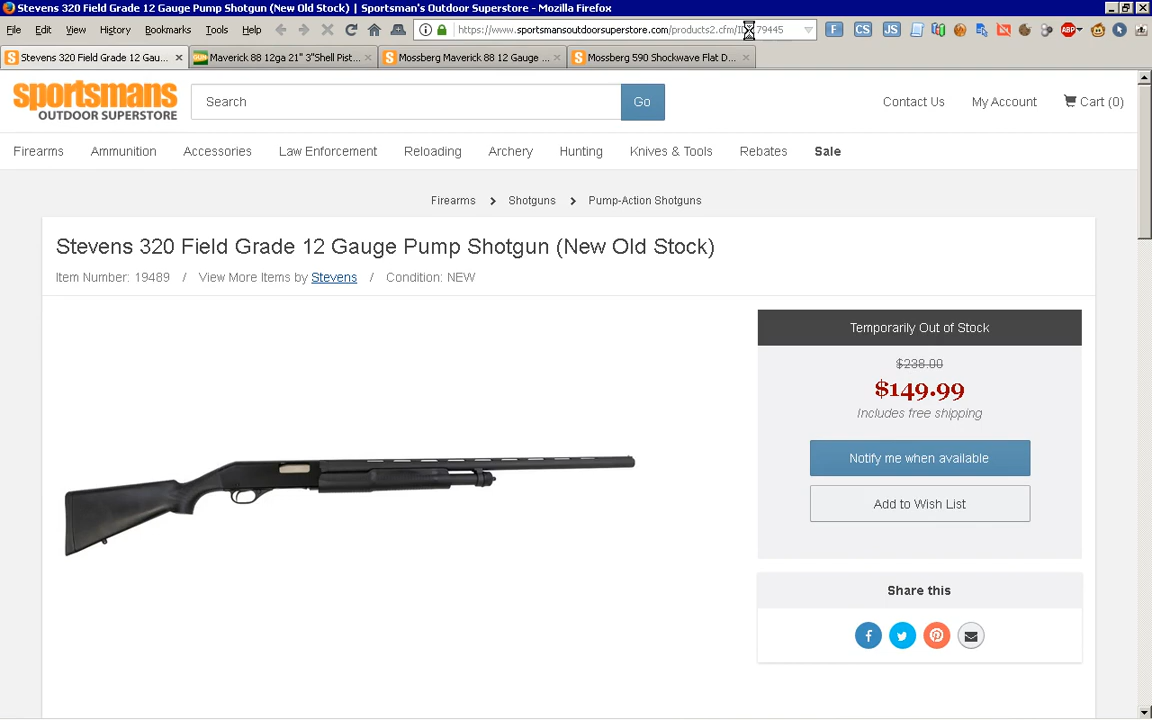 Stevens 320 Field Grade 12 Gauge Pump Shotgun (New Old Stock) | Sportsman's Outdoor Superstore - Mozilla Firefox
File Edit View History Bookmarks Tools Help
https://www.sportsmansoutdoorsuperstore.com/products2.cfm/ 79445
F CS JS ABP
Stevens 320 Field Grade 12 Gau... Maverick 88 12ga 21" 3"Shell Pist... Mossberg Maverick 88 12 Gauge ... Mossberg 590 Shockwave Flat D...
sportsmans
OUTDOOR SUPERSTORE
Search Go Contact Us My Account Cart (0)
Firearms Ammunition Accessories Law Enforcement Reloading Archery Hunting Knives & Tools Rebates Sale
Firearms > Shotguns > Pump-Action Shotguns
Stevens 320 Field Grade 12 Gauge Pump Shotgun (New Old Stock)
Item Number: 19489 / View More Items by Stevens / Condition: NEW
Temporarily Out of Stock
$238.00
$149.99
Includes free shipping
Notify me when available
Add to Wish List
Share this